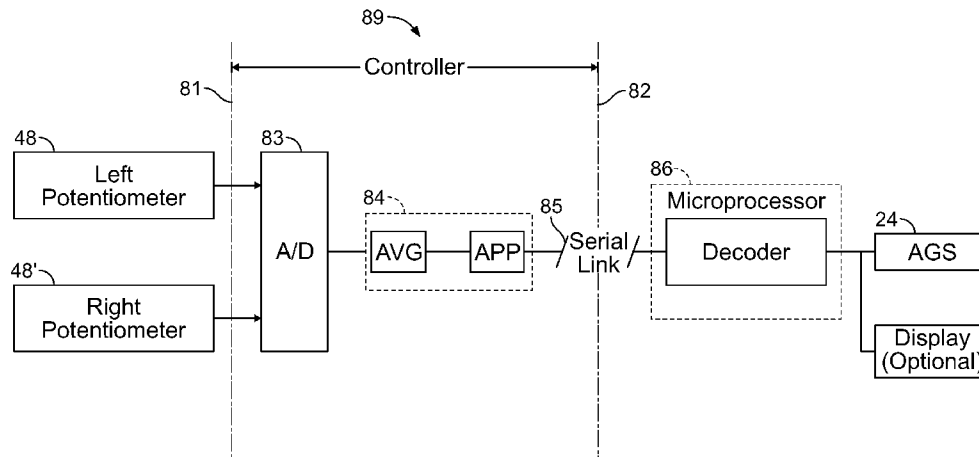 89
Controller
81
82
48
Left
Potentiometer
83
A/D
84
AVG
APP
85
Serial
Link
86
Microprocessor
Decoder
24
AGS
48'
Right
Potentiometer
Display
(Optional)